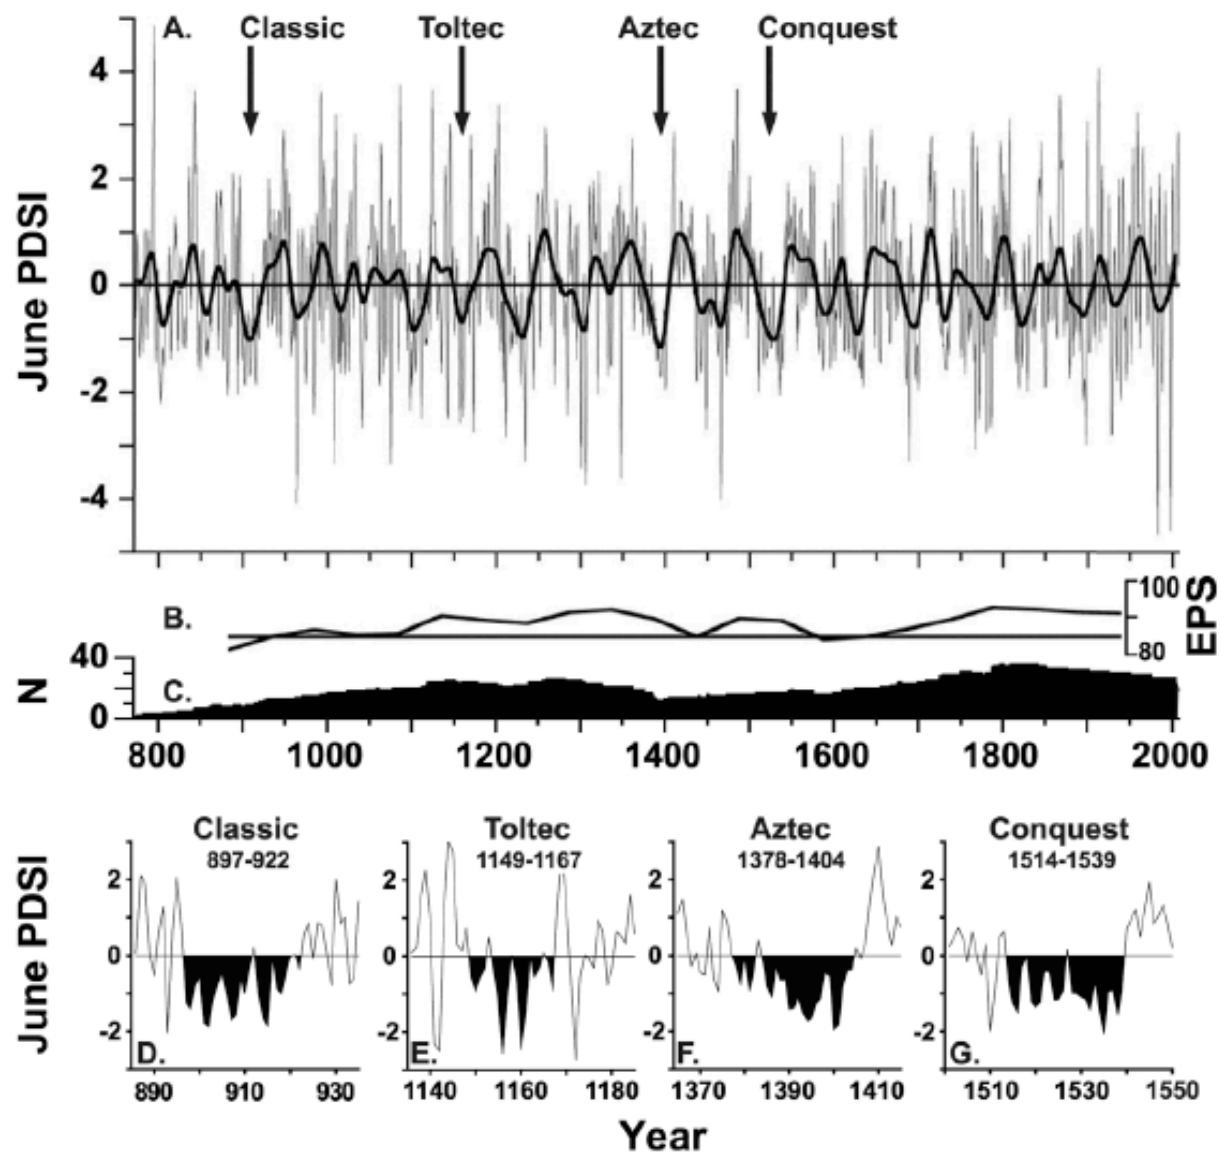 A. Classic Toltec Aztec Conquest
4
2
0
-2
-4
June PDSI
B.
100
80
EPS
40
0
N
C.
800 1000 1200 1400 1600 1800 2000
Classic Toltec Aztec Conquest
897-922 1149-1167 1378-1404 1514-1539
June PDSI
2 2 2 2
0 0 0 0
-2 -2 -2 -2
D. E. F. G.
890 910 930 1140 1160 1180 1370 1390 1410 1510 1530 1550
Year